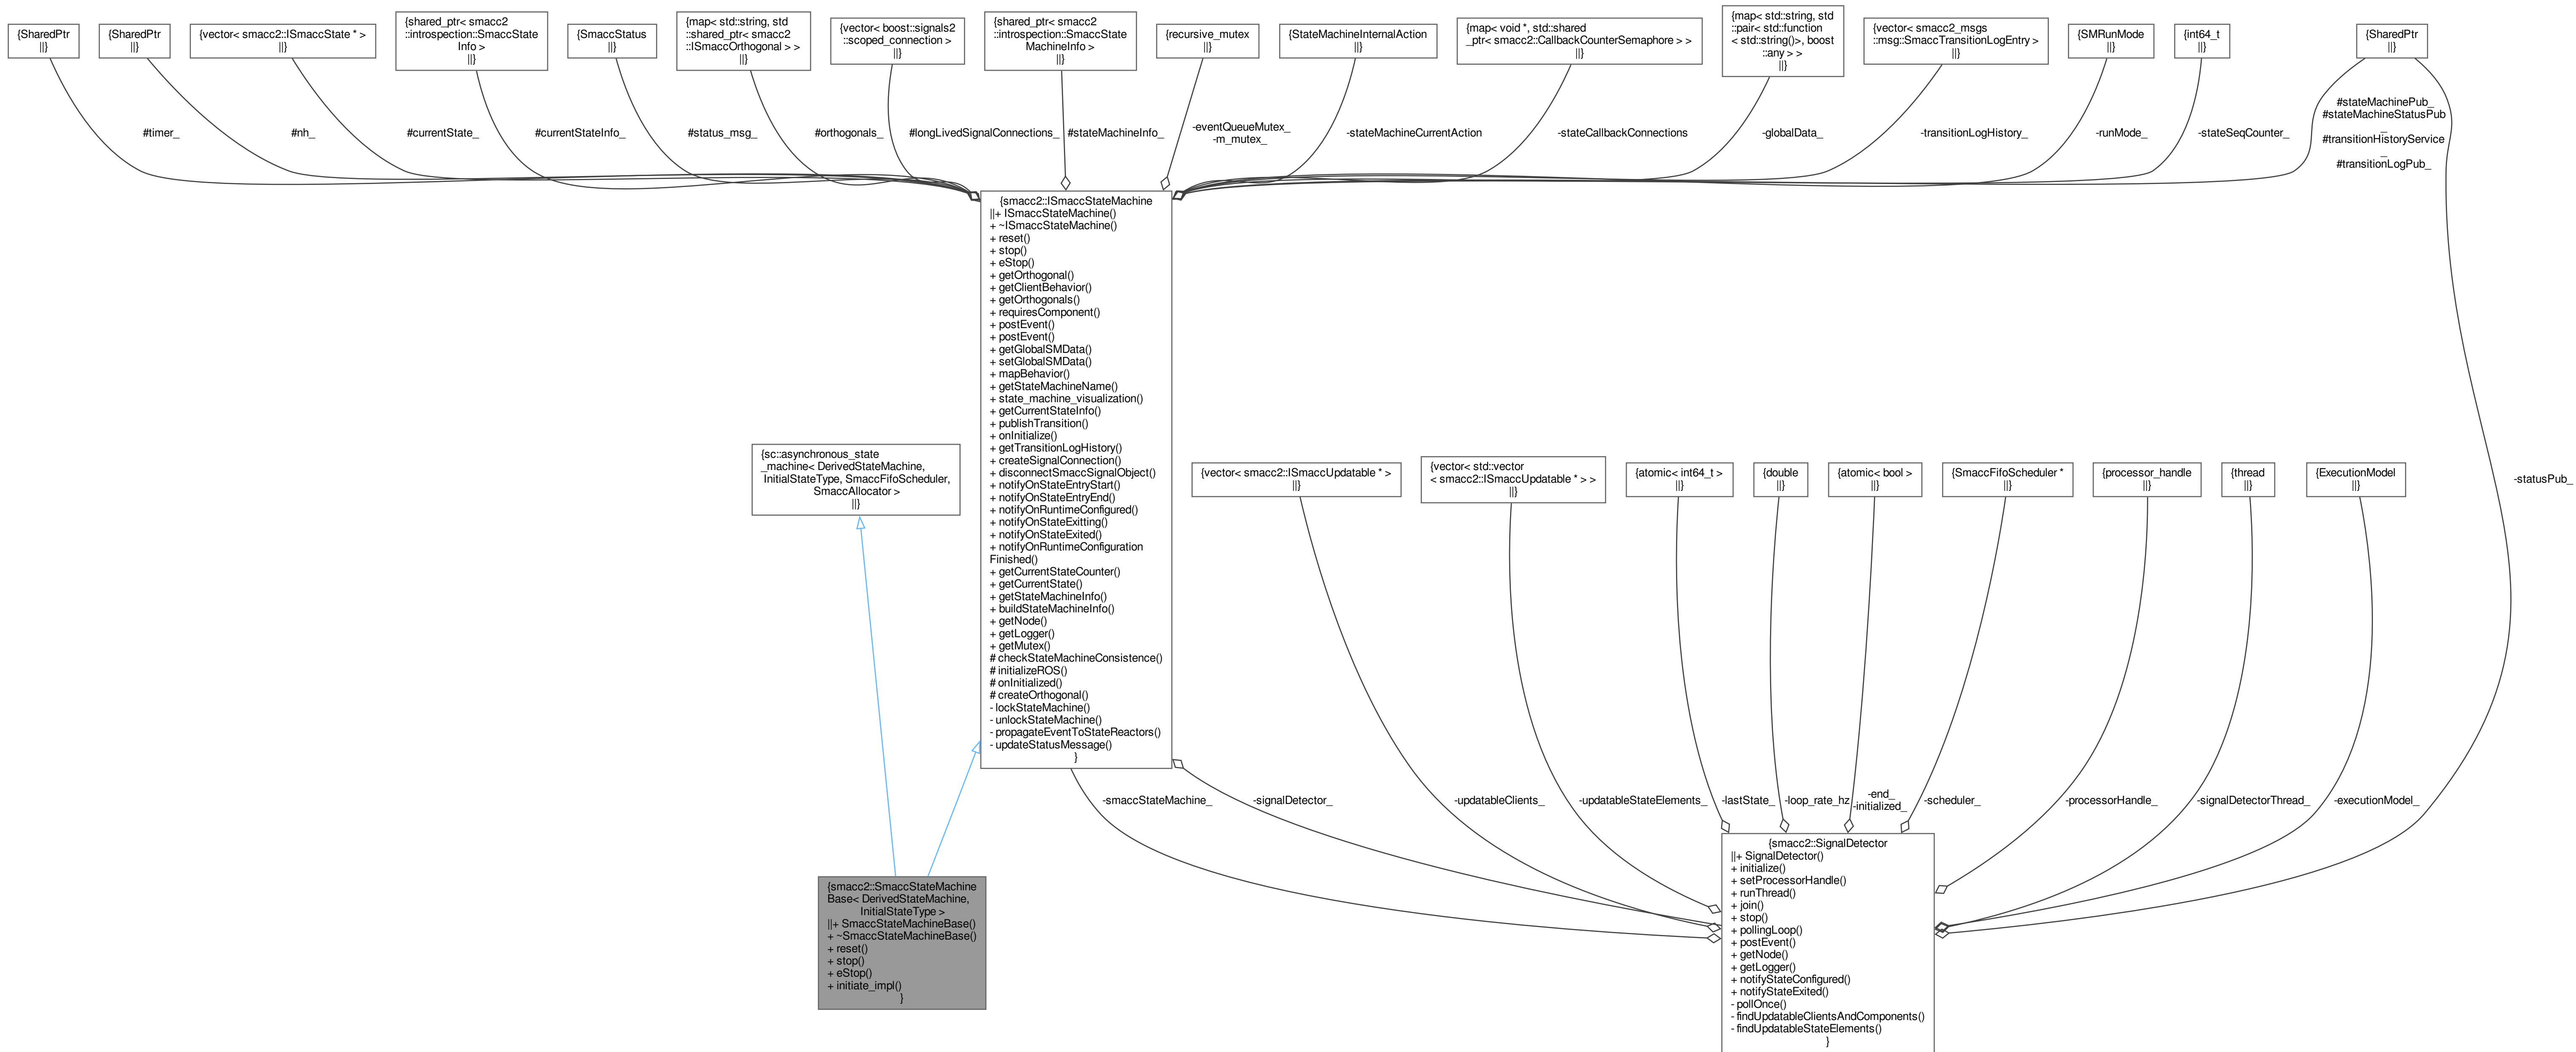 {SharedPtr
||}
{SharedPtr
||}
{vector< smacc2::ISmaccState * >
||}
{shared_ptr< smacc2
::introspection::SmaccState
Info >
||}
{SmaccStatus
||}
{map< std::string, std
::shared_ptr< smacc2
::ISmaccOrthogonal > >
||}
{vector< boost::signals2
::scoped_connection >
||}
{shared_ptr< smacc2
::introspection::SmaccState
MachineInfo >
||}
{recursive_mutex
||}
{StateMachineInternalAction
||}
{map< void *, std::shared
_ptr< smacc2::CallbackCounterSemaphore > >
||}
{map< std::string, std
::pair< std::function
< std::string()>, boost
::any > >
||}
{vector< smacc2_msgs
::msg::SmaccTransitionLogEntry >
||}
{SMRunMode
||}
{int64_t
||}
{SharedPtr
||}
#timer_
#nh_
#currentState_
#currentStateInfo_
#status_msg_
#orthogonals_
#longLivedSignalConnections_
#stateMachineInfo_
-eventQueueMutex_
-m_mutex_
-stateMachineCurrentAction
-stateCallbackConnections
-globalData_
-transitionLogHistory_
-runMode_
-stateSeqCounter_
#stateMachinePub_
#stateMachineStatusPub
_
#transitionHistoryService
_
#transitionLogPub_
{smacc2::ISmaccStateMachine
||+ ISmaccStateMachine()
+ ~ISmaccStateMachine()
+ reset()
+ stop()
+ eStop()
+ getOrthogonal()
+ getClientBehavior()
+ getOrthogonals()
+ requiresComponent()
+ postEvent()
+ postEvent()
+ getGlobalSMData()
+ setGlobalSMData()
+ mapBehavior()
+ getStateMachineName()
+ state_machine_visualization()
+ getCurrentStateInfo()
+ publishTransition()
+ onInitialize()
+ getTransitionLogHistory()
+ createSignalConnection()
+ disconnectSmaccSignalObject()
+ notifyOnStateEntryStart()
+ notifyOnStateEntryEnd()
+ notifyOnRuntimeConfigured()
+ notifyOnStateExitting()
+ notifyOnStateExited()
+ notifyOnRuntimeConfiguration
Finished()
+ getCurrentStateCounter()
+ getCurrentState()
+ getStateMachineInfo()
+ buildStateMachineInfo()
+ getNode()
+ getLogger()
+ getMutex()
# checkStateMachineConsistence()
# initializeROS()
# onInitialized()
# createOrthogonal()
- lockStateMachine()
- unlockStateMachine()
- propagateEventToStateReactors()
- updateStatusMessage()
}
{sc::asynchronous_state
_machine< DerivedStateMachine,
InitialStateType, SmaccFifoScheduler,
SmaccAllocator >
||}
{vector< smacc2::ISmaccUpdatable * >
||}
{vector< std::vector
< smacc2::ISmaccUpdatable * > >
||}
{atomic< int64_t >
||}
{double
||}
{atomic< bool >
||}
{SmaccFifoScheduler *
||}
{processor_handle
||}
{thread
||}
{ExecutionModel
||}
-statusPub_
-smaccStateMachine_
-signalDetector_
-updatableClients_
-updatableStateElements_
-lastState_
-loop_rate_hz
-end_
-initialized_
-scheduler_
-processorHandle_
-signalDetectorThread_
-executionModel_
{smacc2::SmaccStateMachine
Base< DerivedStateMachine,
InitialStateType >
||+ SmaccStateMachineBase()
+ ~SmaccStateMachineBase()
+ reset()
+ stop()
+ eStop()
+ initiate_impl()
}
{smacc2::SignalDetector
||+ SignalDetector()
+ initialize()
+ setProcessorHandle()
+ runThread()
+ join()
+ stop()
+ pollingLoop()
+ postEvent()
+ getNode()
+ getLogger()
+ notifyStateConfigured()
+ notifyStateExited()
- pollOnce()
- findUpdatableClientsAndComponents()
- findUpdatableStateElements()
}